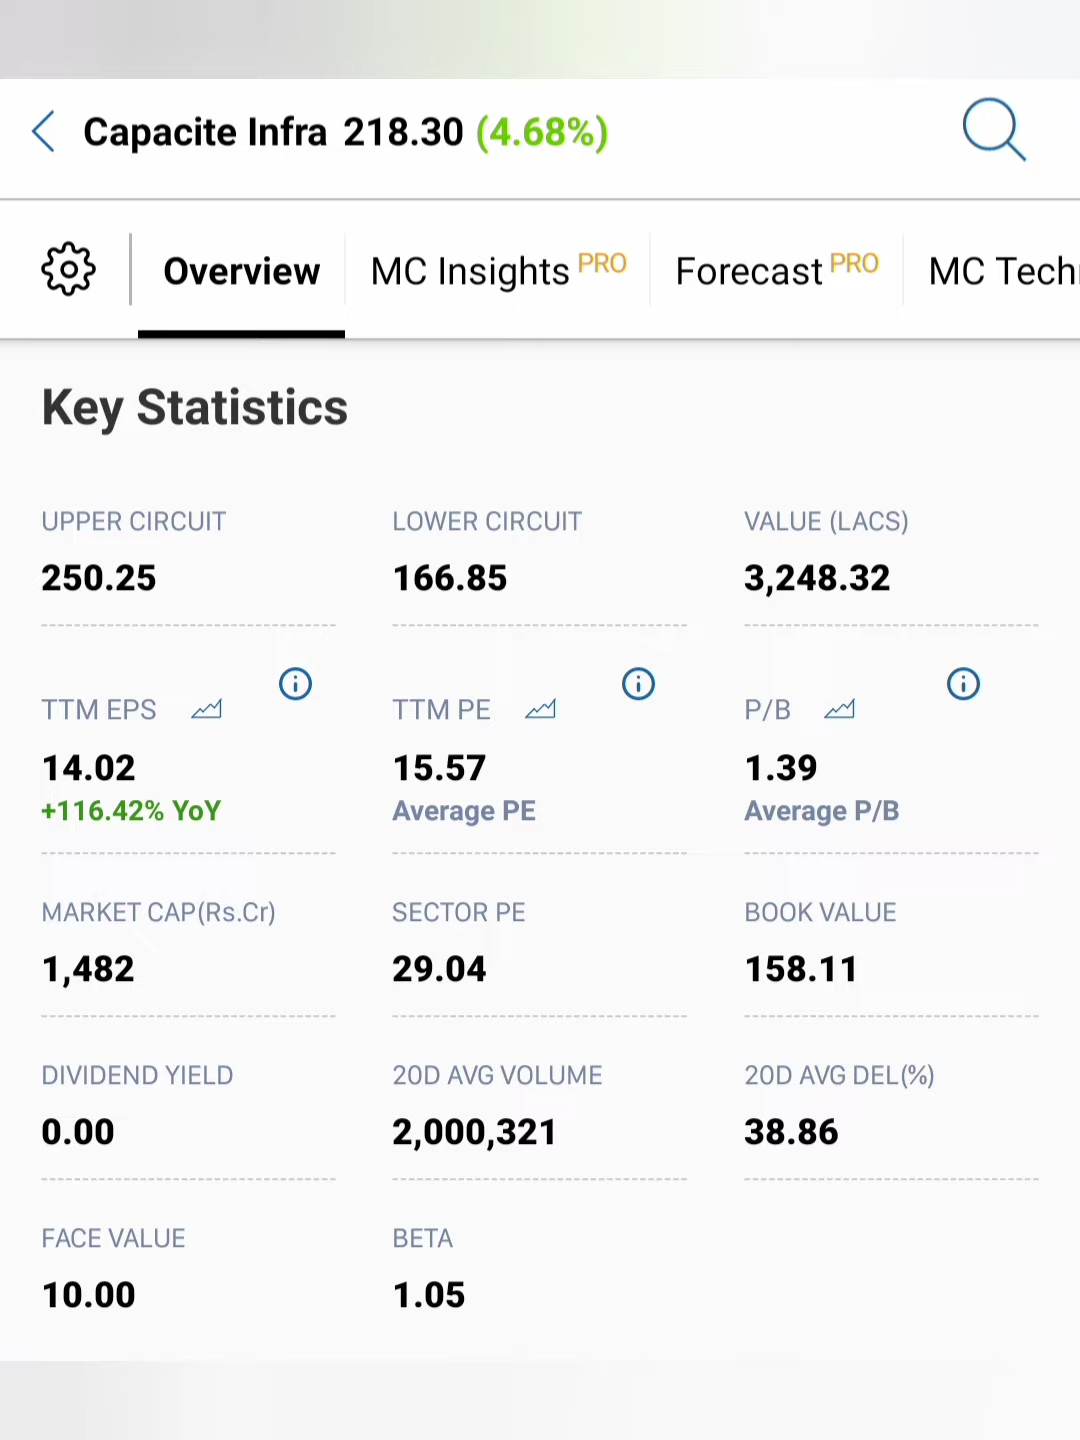 Capacite Infra 218.30 (4.68%)
Overview MC Insights PRO Forecast PRO MC Tech
Key Statistics
UPPER CIRCUIT LOWER CIRCUIT VALUE (LACS)
250.25 166.85 3,248.32
TTM EPS TTM PE P/B
14.02 15.57 1.39
+116.42% YoY Average PE Average P/B
MARKET CAP(Rs.Cr) SECTOR PE BOOK VALUE
1,482 29.04 158.11
DIVIDEND YIELD 20D AVG VOLUME 20D AVG DEL(%)
0.00 2,000,321 38.86
FACE VALUE BETA
10.00 1.05